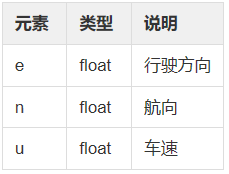 元素 类型 说明
e float 行驶方向
n float 航向
u float 车速